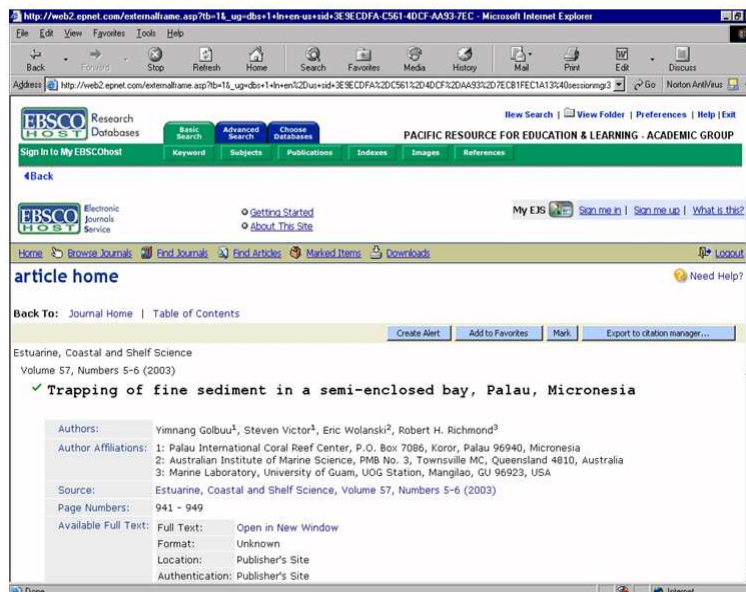 http://web2.epnet.com/externalframe.asp?tb=1&_ug=dbs+1+ln+en-us+sid+3E9ECDFA-C561-4DCF-AA93-7EC - Microsoft Internet Explorer
File Edit View Favorites Tools Help
Back Forward Stop Refresh Home Search Favorites Media History Mail Print Edit Discuss
Address http://web2.epnet.com/externalframe.asp?tb=1&_ug=dbs+1+ln+en%2Dus+sid+3E9ECDFA%2DC561%2D4DCF%2DAA93%2D7ECB1FEC1A13%40sessionmgr3 Go Norton AntiVirus
New Search | View Folder | Preferences | Help | Exit
EBSCO HOST Research Databases
Basic Search Advanced Search Choose Databases
PACIFIC RESOURCE FOR EDUCATION & LEARNING - ACADEMIC GROUP
Sign In to My EBSCOhost Keyword Subjects Publications Indexes Images References
Back
EBSCO HOST Electronic Journals Service
Getting Started
About This Site
My EJS Sign me in | Sign me up | What is this?
Home Browse Journals Find Journals Find Articles Marked Items Downloads Logout
article home
Need Help?
Back To: Journal Home | Table of Contents
Create Alert Add to Favorites Mark Export to citation manager...
Estuarine, Coastal and Shelf Science
Volume 57, Numbers 5-6 (2003)
Trapping of fine sediment in a semi-enclosed bay, Palau, Micronesia
Authors: Yimnang Golbuu1, Steven Victor1, Eric Wolanski2, Robert H. Richmond3
Author Affiliations: 1: Palau International Coral Reef Center, P.O. Box 7086, Koror, Palau 96940, Micronesia
2: Australian Institute of Marine Science, PMB No. 3, Townsville MC, Queensland 4810, Australia
3: Marine Laboratory, University of Guam, UOG Station, Mangilao, GU 96923, USA
Source: Estuarine, Coastal and Shelf Science, Volume 57, Numbers 5-6 (2003)
Page Numbers: 941 - 949
Available Full Text: Full Text: Open in New Window
Format: Unknown
Location: Publisher's Site
Authentication: Publisher's Site
Done Internet